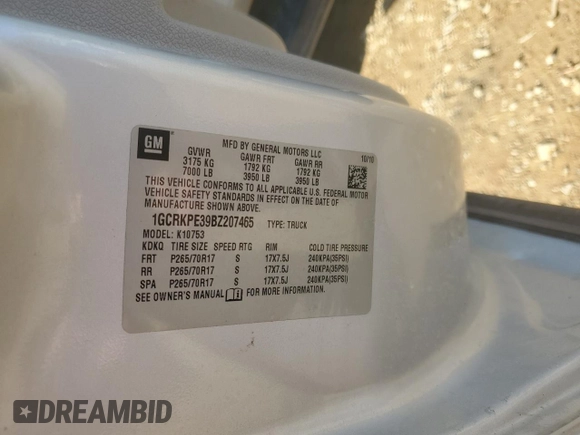 GM
MFD BY GENERAL MOTORS LLC
10/10
GVWR GAWR FRT GAWR RR
3175 KG 1792 KG 1792 KG
7000 LB 3950 LB 3950 LB
THIS VEHICLE CONFORMS TO ALL APPLICABLE U.S. FEDERAL MOTOR
VEHICLE SAFETY STANDARDS IN EFFECT ON THE DATE OF
MANUFACTURE SHOWN ABOVE.
1GCRKPE39BZ207465 TYPE: TRUCK
MODEL: K10753
KDKQ TIRE SIZE SPEED RTG RIM COLD TIRE PRESSURE
FRT P265/70R17 S 17X7.5J 240KPA(35PSI)
RR P265/70R17 S 17X7.5J 240KPA(35PSI)
SPA P265/70R17 S 17X7.5J 240KPA(35PSI)
SEE OWNER'S MANUAL FOR MORE INFORMATION.
DREAMBID